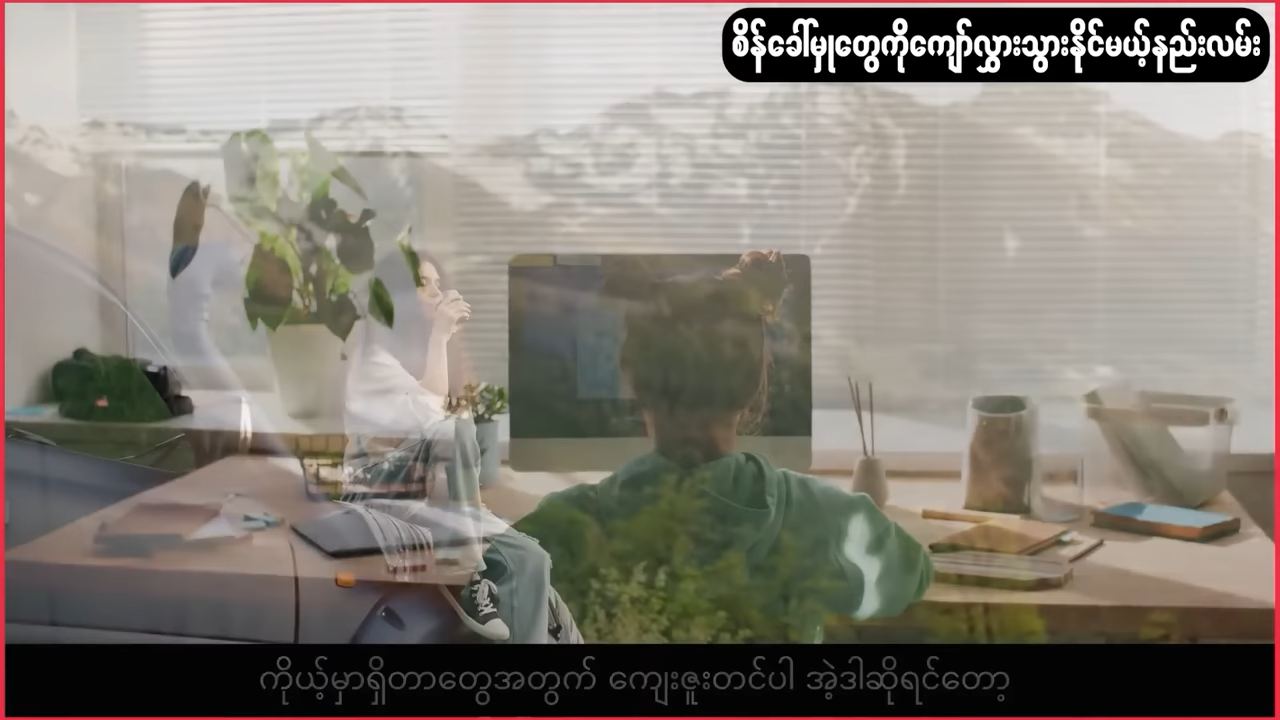 စိန်ခေါ်မှုတွေကိုကျော်လွှားသွားနိုင်မယ့်နည်းလမ်း
ကိုယ့်မှာရှိတာတွေအတွက် ကျေးဇူးတင်ပါ အဲ့ဒါဆိုရင်တော့